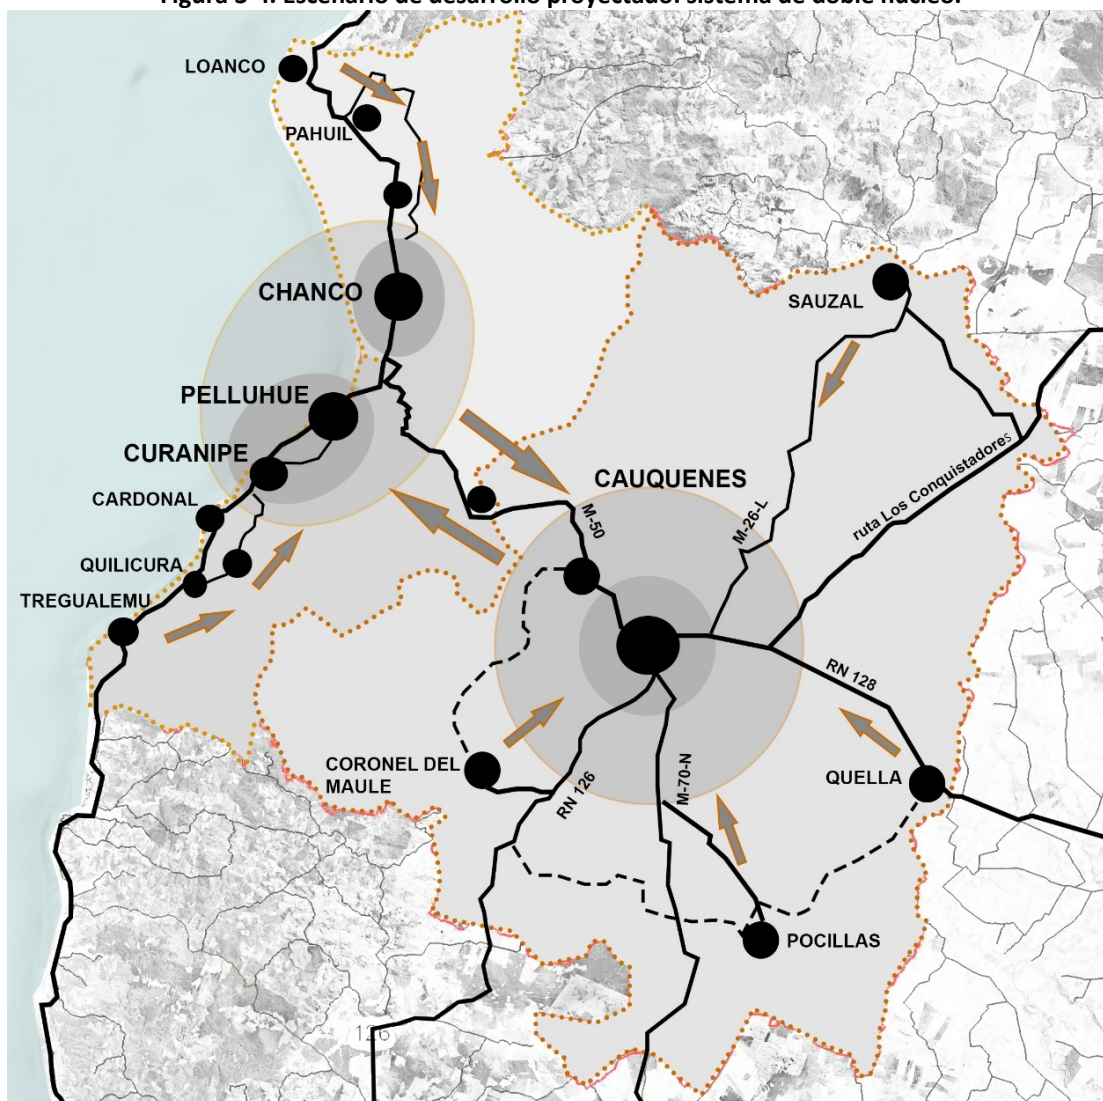 Figura 3-4: Escenario de desarrollo proyectado: sistema de doble núcleo.
LOANCO
PAHUIL
CHANCO
SAUZAL
PELLUHUE
CURANIPE
CARDONAL
CAUQUENES
M-50
M-26-L
ruta Los Conquistadores
QUILICURA
TREGUALEMU
RN 128
CORONEL DEL
MAULE
RN 126
M-70-N
QUELLA
POCILLAS
126